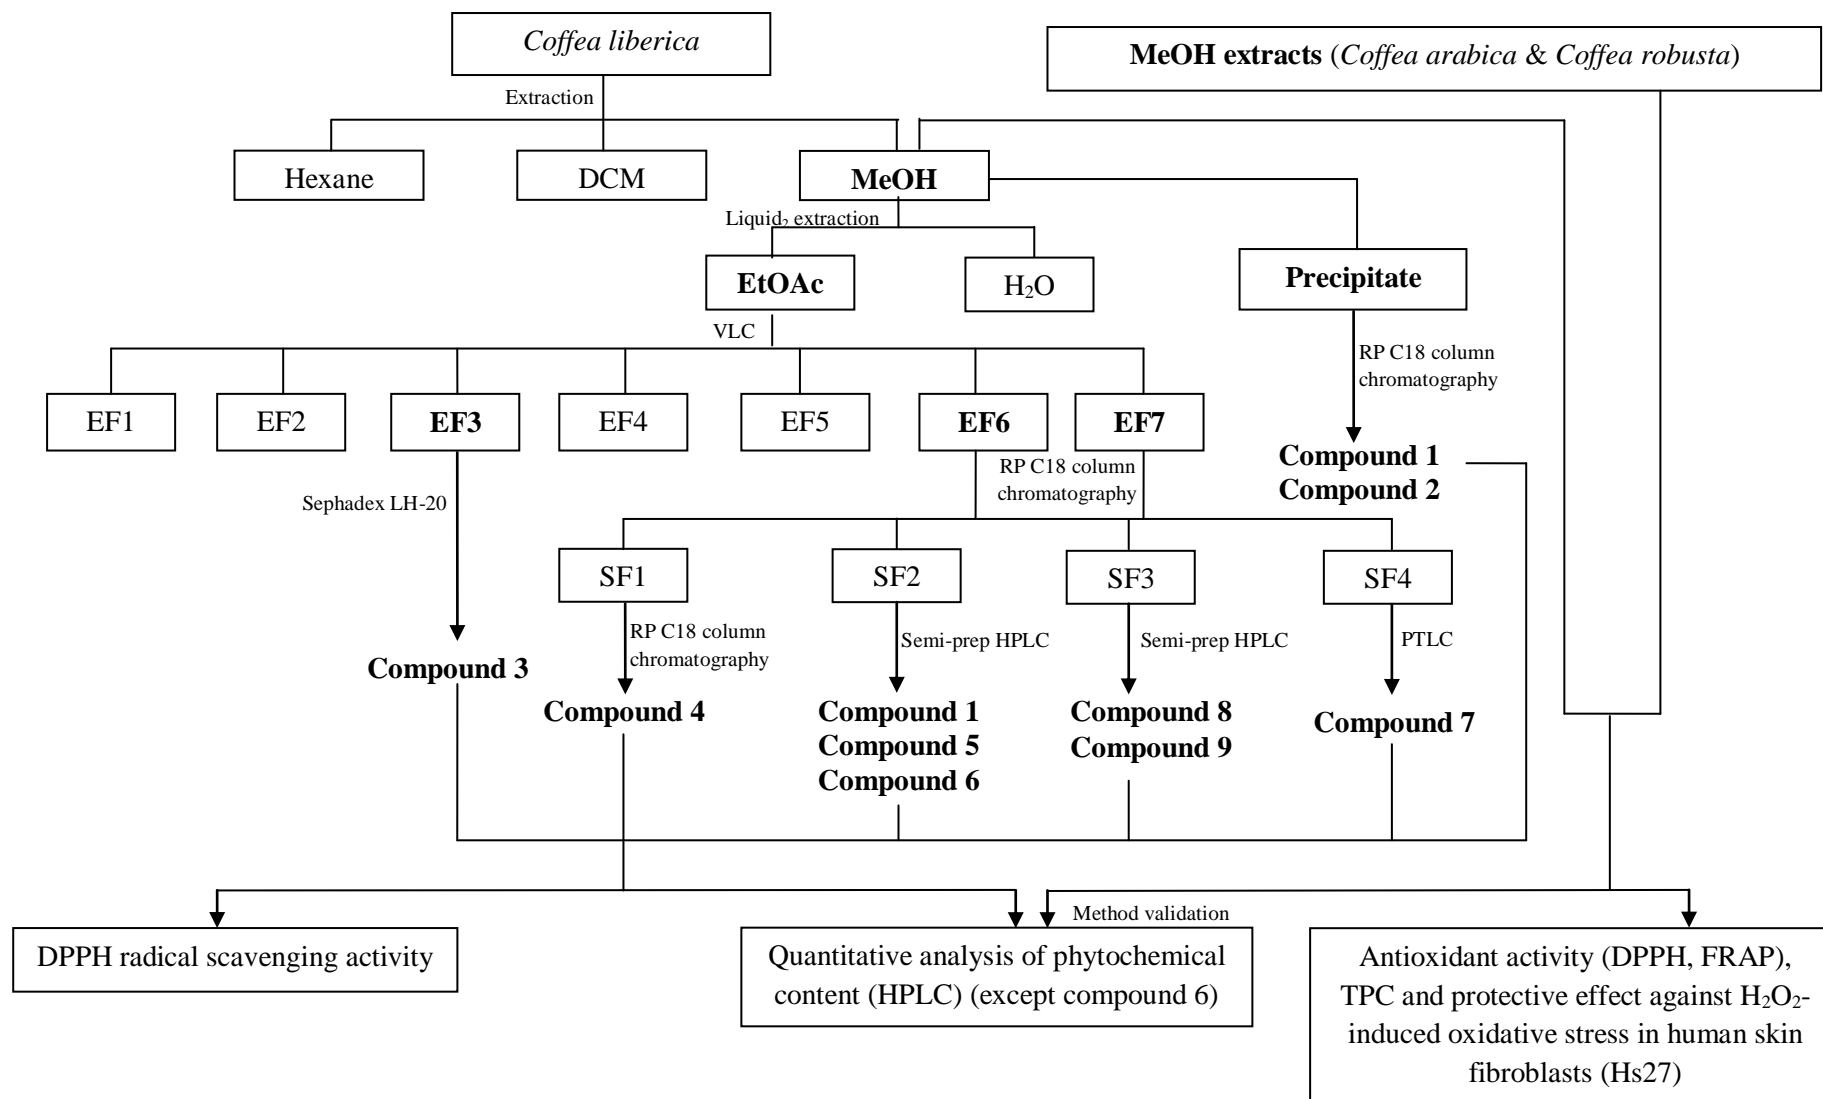 Coffea liberica
MeOH extracts (Coffea arabica & Coffea robusta)
Extraction
Hexane
DCM
MeOH
Liquid₂ extraction
EtOAc
H₂O
Precipitate
VLC
RP C18 column
chromatography
EF1
EF2
EF3
EF4
EF5
EF6
EF7
Compound 1
Compound 2
RP C18 column
chromatography
Sephadex LH-20
SF1
SF2
SF3
SF4
RP C18 column
chromatography
Semi-prep HPLC
Semi-prep HPLC
PTLC
Compound 3
Compound 4
Compound 1
Compound 5
Compound 6
Compound 8
Compound 9
Compound 7
Method validation
DPPH radical scavenging activity
Quantitative analysis of phytochemical
content (HPLC) (except compound 6)
Antioxidant activity (DPPH, FRAP),
TPC and protective effect against H₂O₂-
induced oxidative stress in human skin
fibroblasts (Hs27)